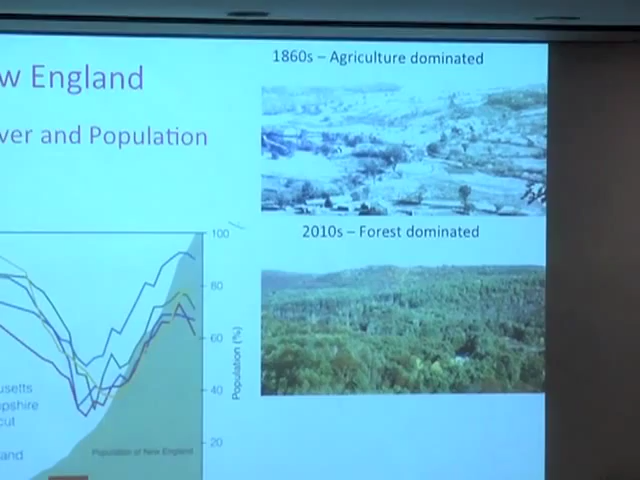 w England
ver and Population
1860s – Agriculture dominated
2010s – Forest dominated
100
80
60
40
20
Population (%)
usetts
pshire
cut
and
Population of New England